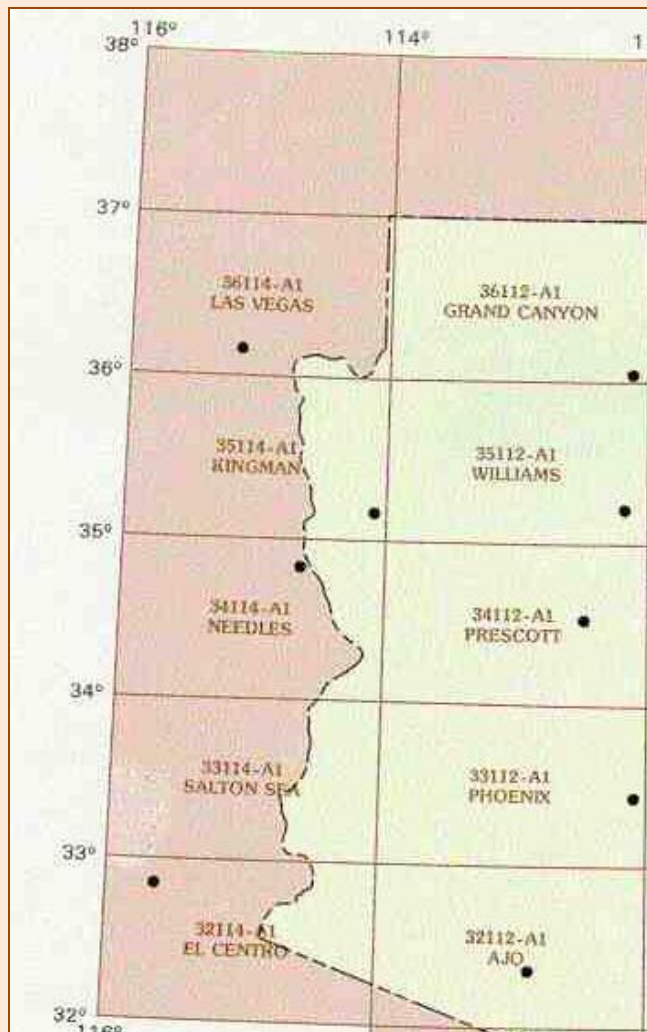 116°
114°
1
38°
37°
36114-A1
LAS VEGAS
36112-A1
GRAND CANYON
36°
35114-A1
KINGMAN
35112-A1
WILLIAMS
35°
34114-A1
NEEDLES
34112-A1
PRESCOTT
34°
33114-A1
SALTON SEA
33112-A1
PHOENIX
33°
32114-A1
EL CENTRO
32112-A1
AJO
32°
116°